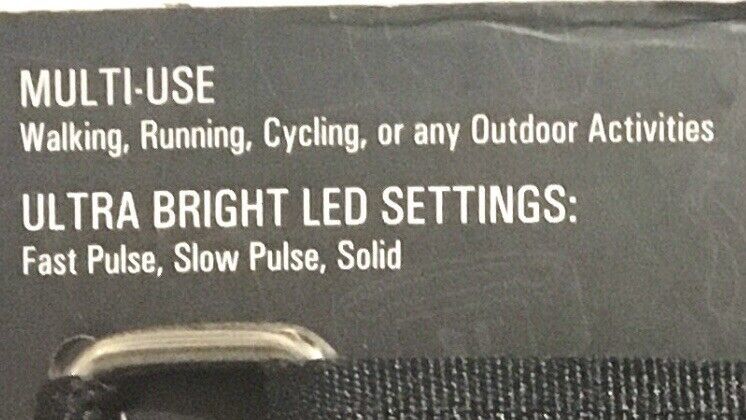 MULTI-USE
Walking, Running, Cycling, or any Outdoor Activities
ULTRA BRIGHT LED SETTINGS:
Fast Pulse, Slow Pulse, Solid